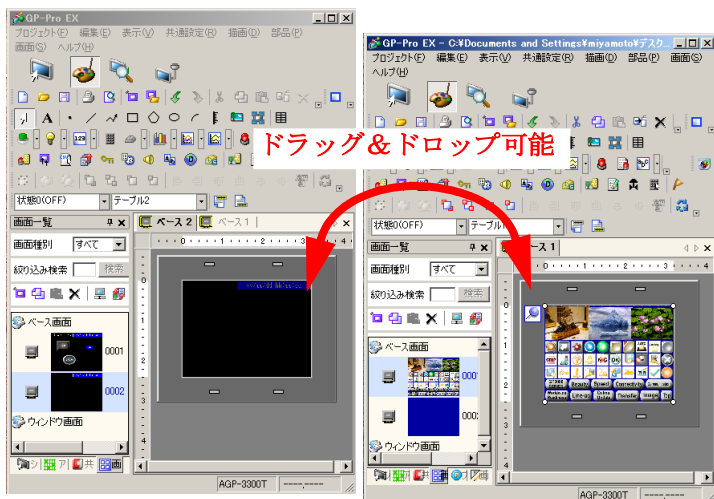 GP-Pro EX
プロジェクト(F) 編集(E) 表示(V) 共通設定(R) 描画(D) 部品(P)
画面(S) ヘルプ(H)
状態0(OFF) テーブル2
画面一覧
ベース 2 ベース 1
画面種別 すべて
絞り込み検索 検索
ベース画面
0001
0002
ウィンドウ画面
AGP-3300T
ドラッグ＆ドロップ可能
GP-Pro EX - C:¥Documents and Settings¥miyamoto¥デスク...
プロジェクト(F) 編集(E) 表示(V) 共通設定(R) 描画(D) 部品(P) 画面(S)
ヘルプ(H)
状態0(OFF)
画面一覧
ース 1
画面種別 すべて
絞り込み検索 検索
ベース画面
ウィンドウ画面
Beauty Speed Connectivity
Line-up Transfer Image Top
AGP-3300T